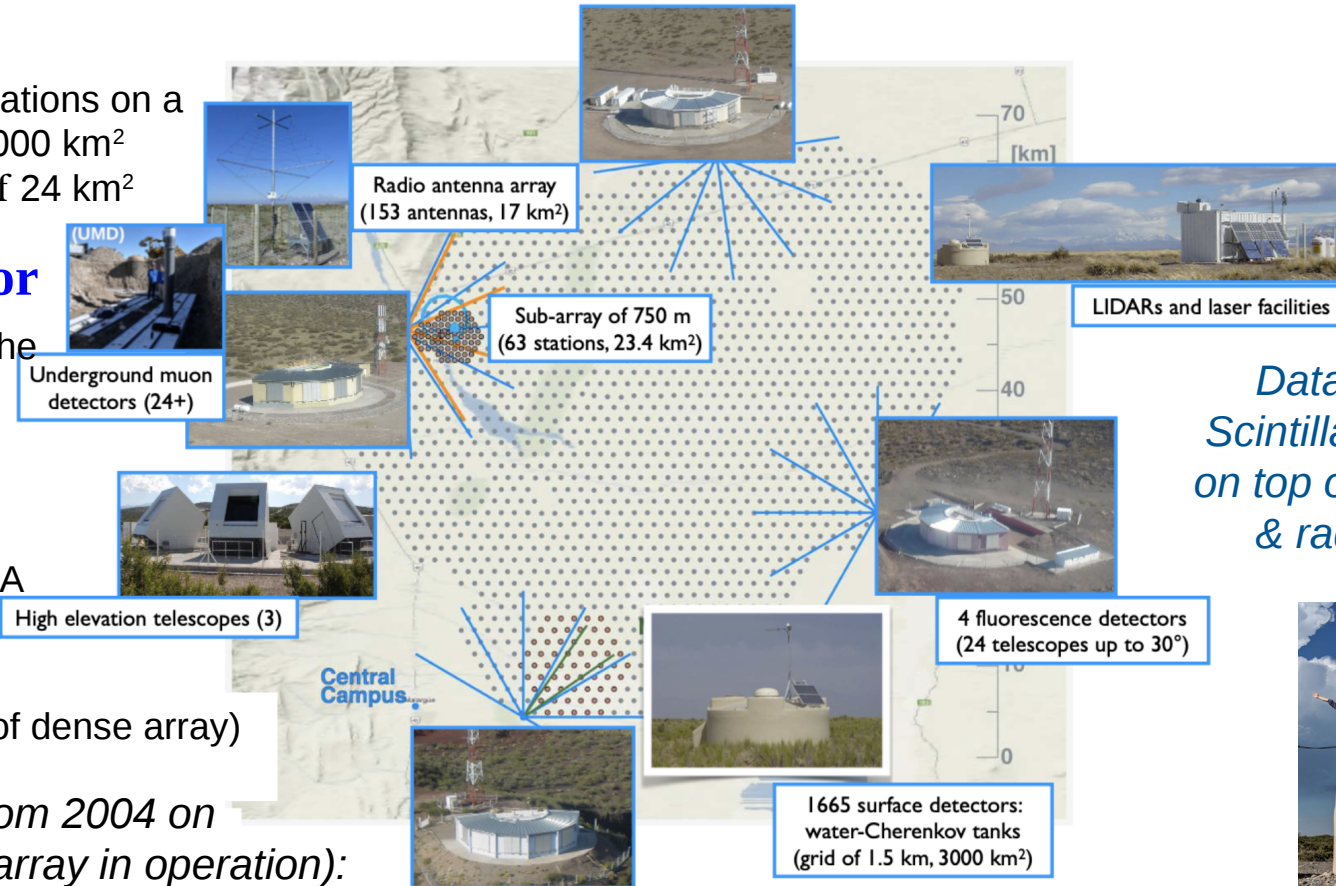 ations on a
000 km²
f 24 km²
or
he
A
of dense array)
om 2004 on
array in operation):
(UMD)
Radio antenna array
(153 antennas, 17 km²)
Underground muon
detectors (24+)
Sub-array of 750 m
(63 stations, 23.4 km²)
70
[km]
50
40
10
0
LIDARs and laser facilities
High elevation telescopes (3)
4 fluorescence detectors
(24 telescopes up to 30°)
Central
Campus
1665 surface detectors:
water-Cherenkov tanks
(grid of 1.5 km, 3000 km²)
Data
Scintilla
on top o
& ra